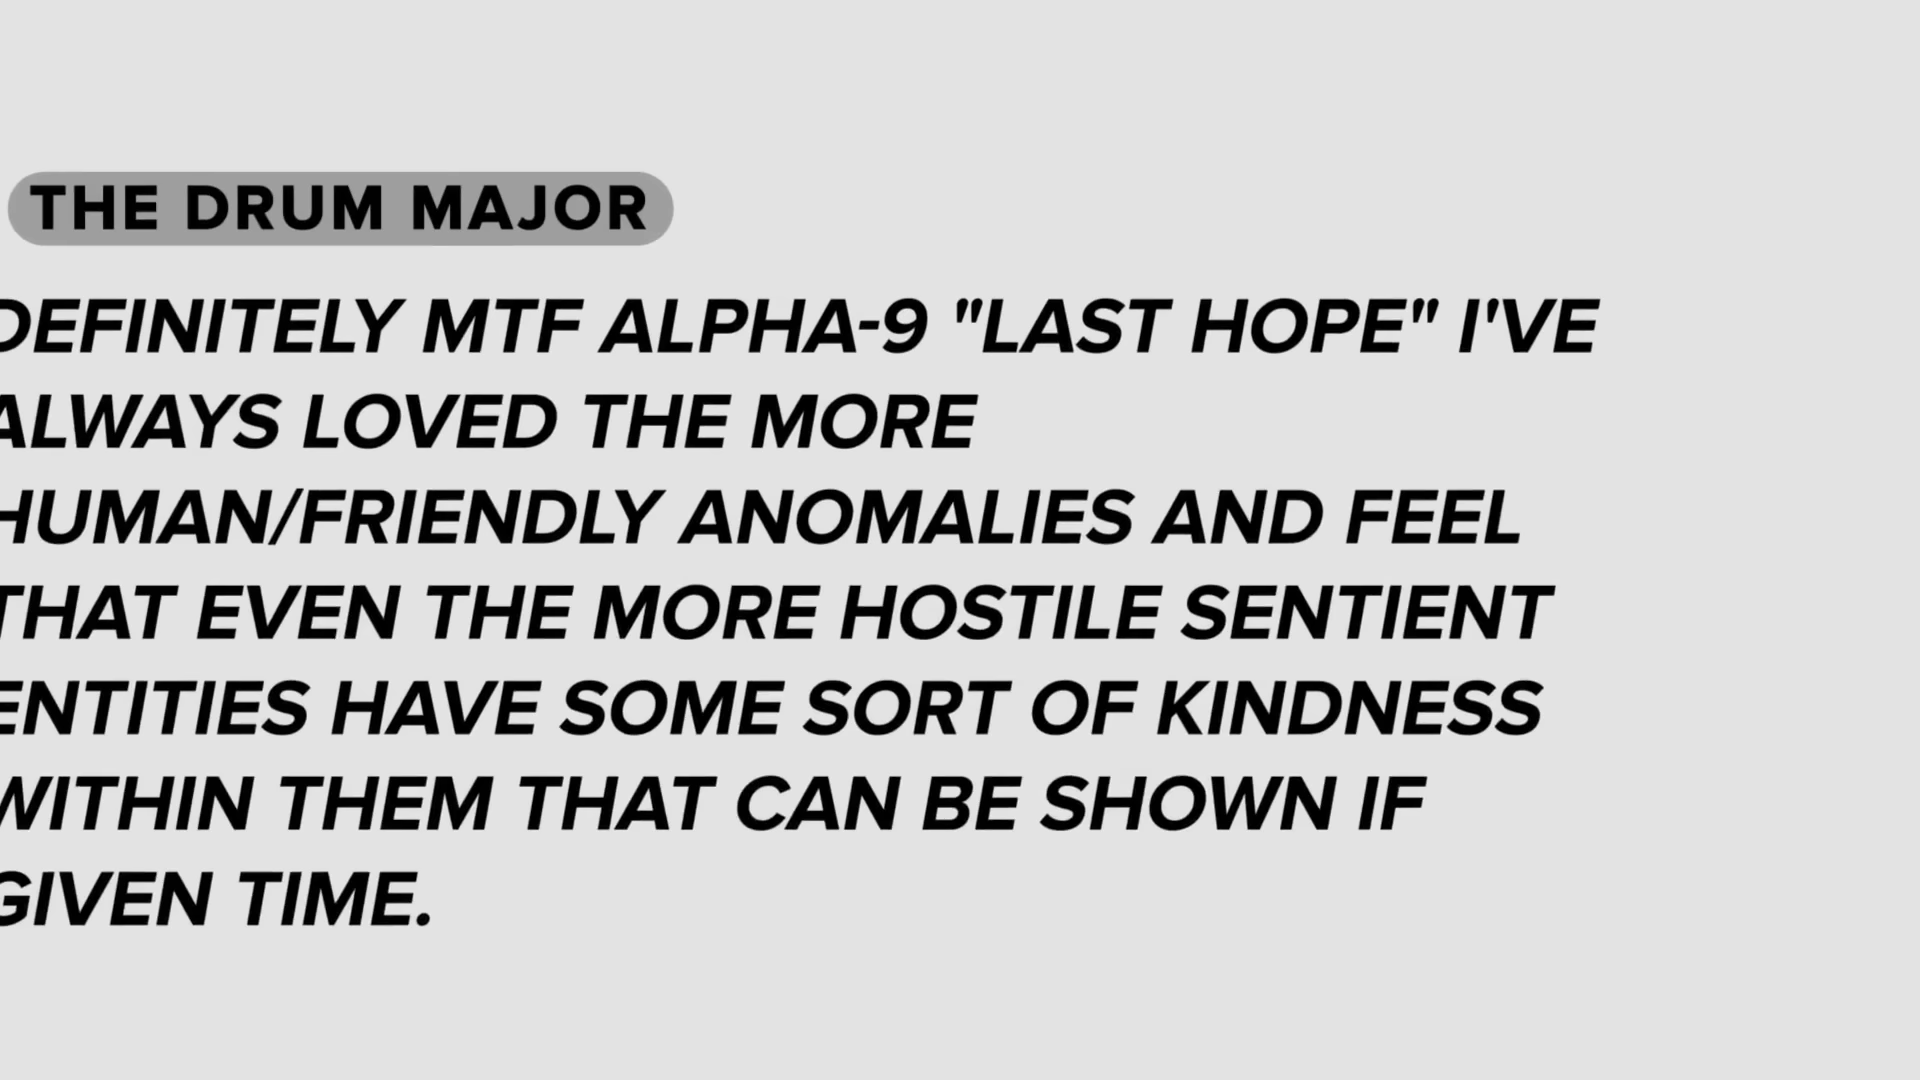 THE DRUM MAJOR
DEFINITELY MTF ALPHA-9 "LAST HOPE" I'VE
ALWAYS LOVED THE MORE
HUMAN/FRIENDLY ANOMALIES AND FEEL
THAT EVEN THE MORE HOSTILE SENTIENT
ENTITIES HAVE SOME SORT OF KINDNESS
WITHIN THEM THAT CAN BE SHOWN IF
GIVEN TIME.